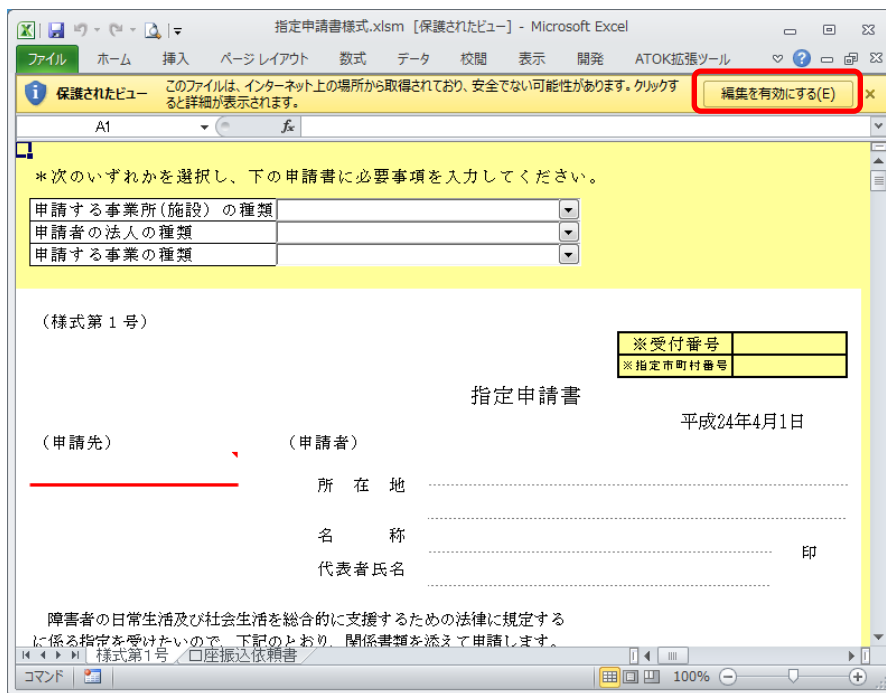 指定申請書様式.xlsm [保護されたビュー] - Microsoft Excel
ファイル ホーム 挿入 ページ レイアウト 数式 データ 校閲 表示 開発 ATOK拡張ツール
保護されたビュー このファイルは、インターネット上の場所から取得されており、安全でない可能性があります。クリックす
ると詳細が表示されます。
編集を有効にする(E)
A1 fx
*次のいずれかを選択し、下の申請書に必要事項を入力してください。
申請する事業所(施設)の種類
申請者の法人の種類
申請する事業の種類
(様式第1号)
※受付番号
※指定市町村番号
指定申請書
平成24年4月1日
(申請先) (申請者)
所 在 地
名 称
印
代表者氏名
障害者の日常生活及び社会生活を総合的に支援するための法律に規定する
に係る指定を受けたいので、下記のとおり、関係書類を添えて申請します。
様式第1号 口座振込依頼書
コマンド 100%